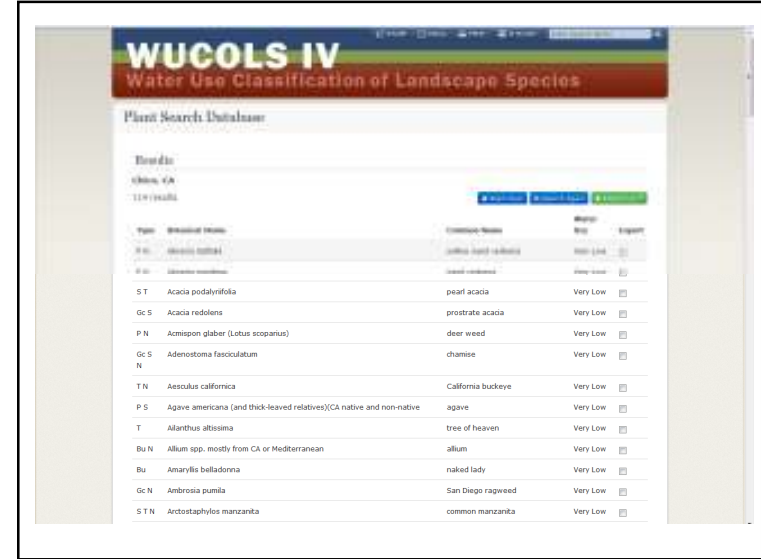 WUCOLS IV
Water Use Classification of Landscape Species
Plant Search Database
Results
Chico, CA
Type Botanical Name Common Name Water Use Export
S T Acacia podalyriifolia pearl acacia Very Low
Gc S Acacia redolens prostrate acacia Very Low
P N Acmispon glaber (Lotus scoparius) deer weed Very Low
Gc S N Adenostoma fasciculatum chamise Very Low
T N Aesculus californica California buckeye Very Low
P S Agave americana (and thick-leaved relatives)(CA native and non-native agave Very Low
T Ailanthus altissima tree of heaven Very Low
Bu N Allium spp. mostly from CA or Mediterranean allium Very Low
Bu Amaryllis belladonna naked lady Very Low
Gc N Ambrosia pumila San Diego ragweed Very Low
S T N Arctostaphylos manzanita common manzanita Very Low